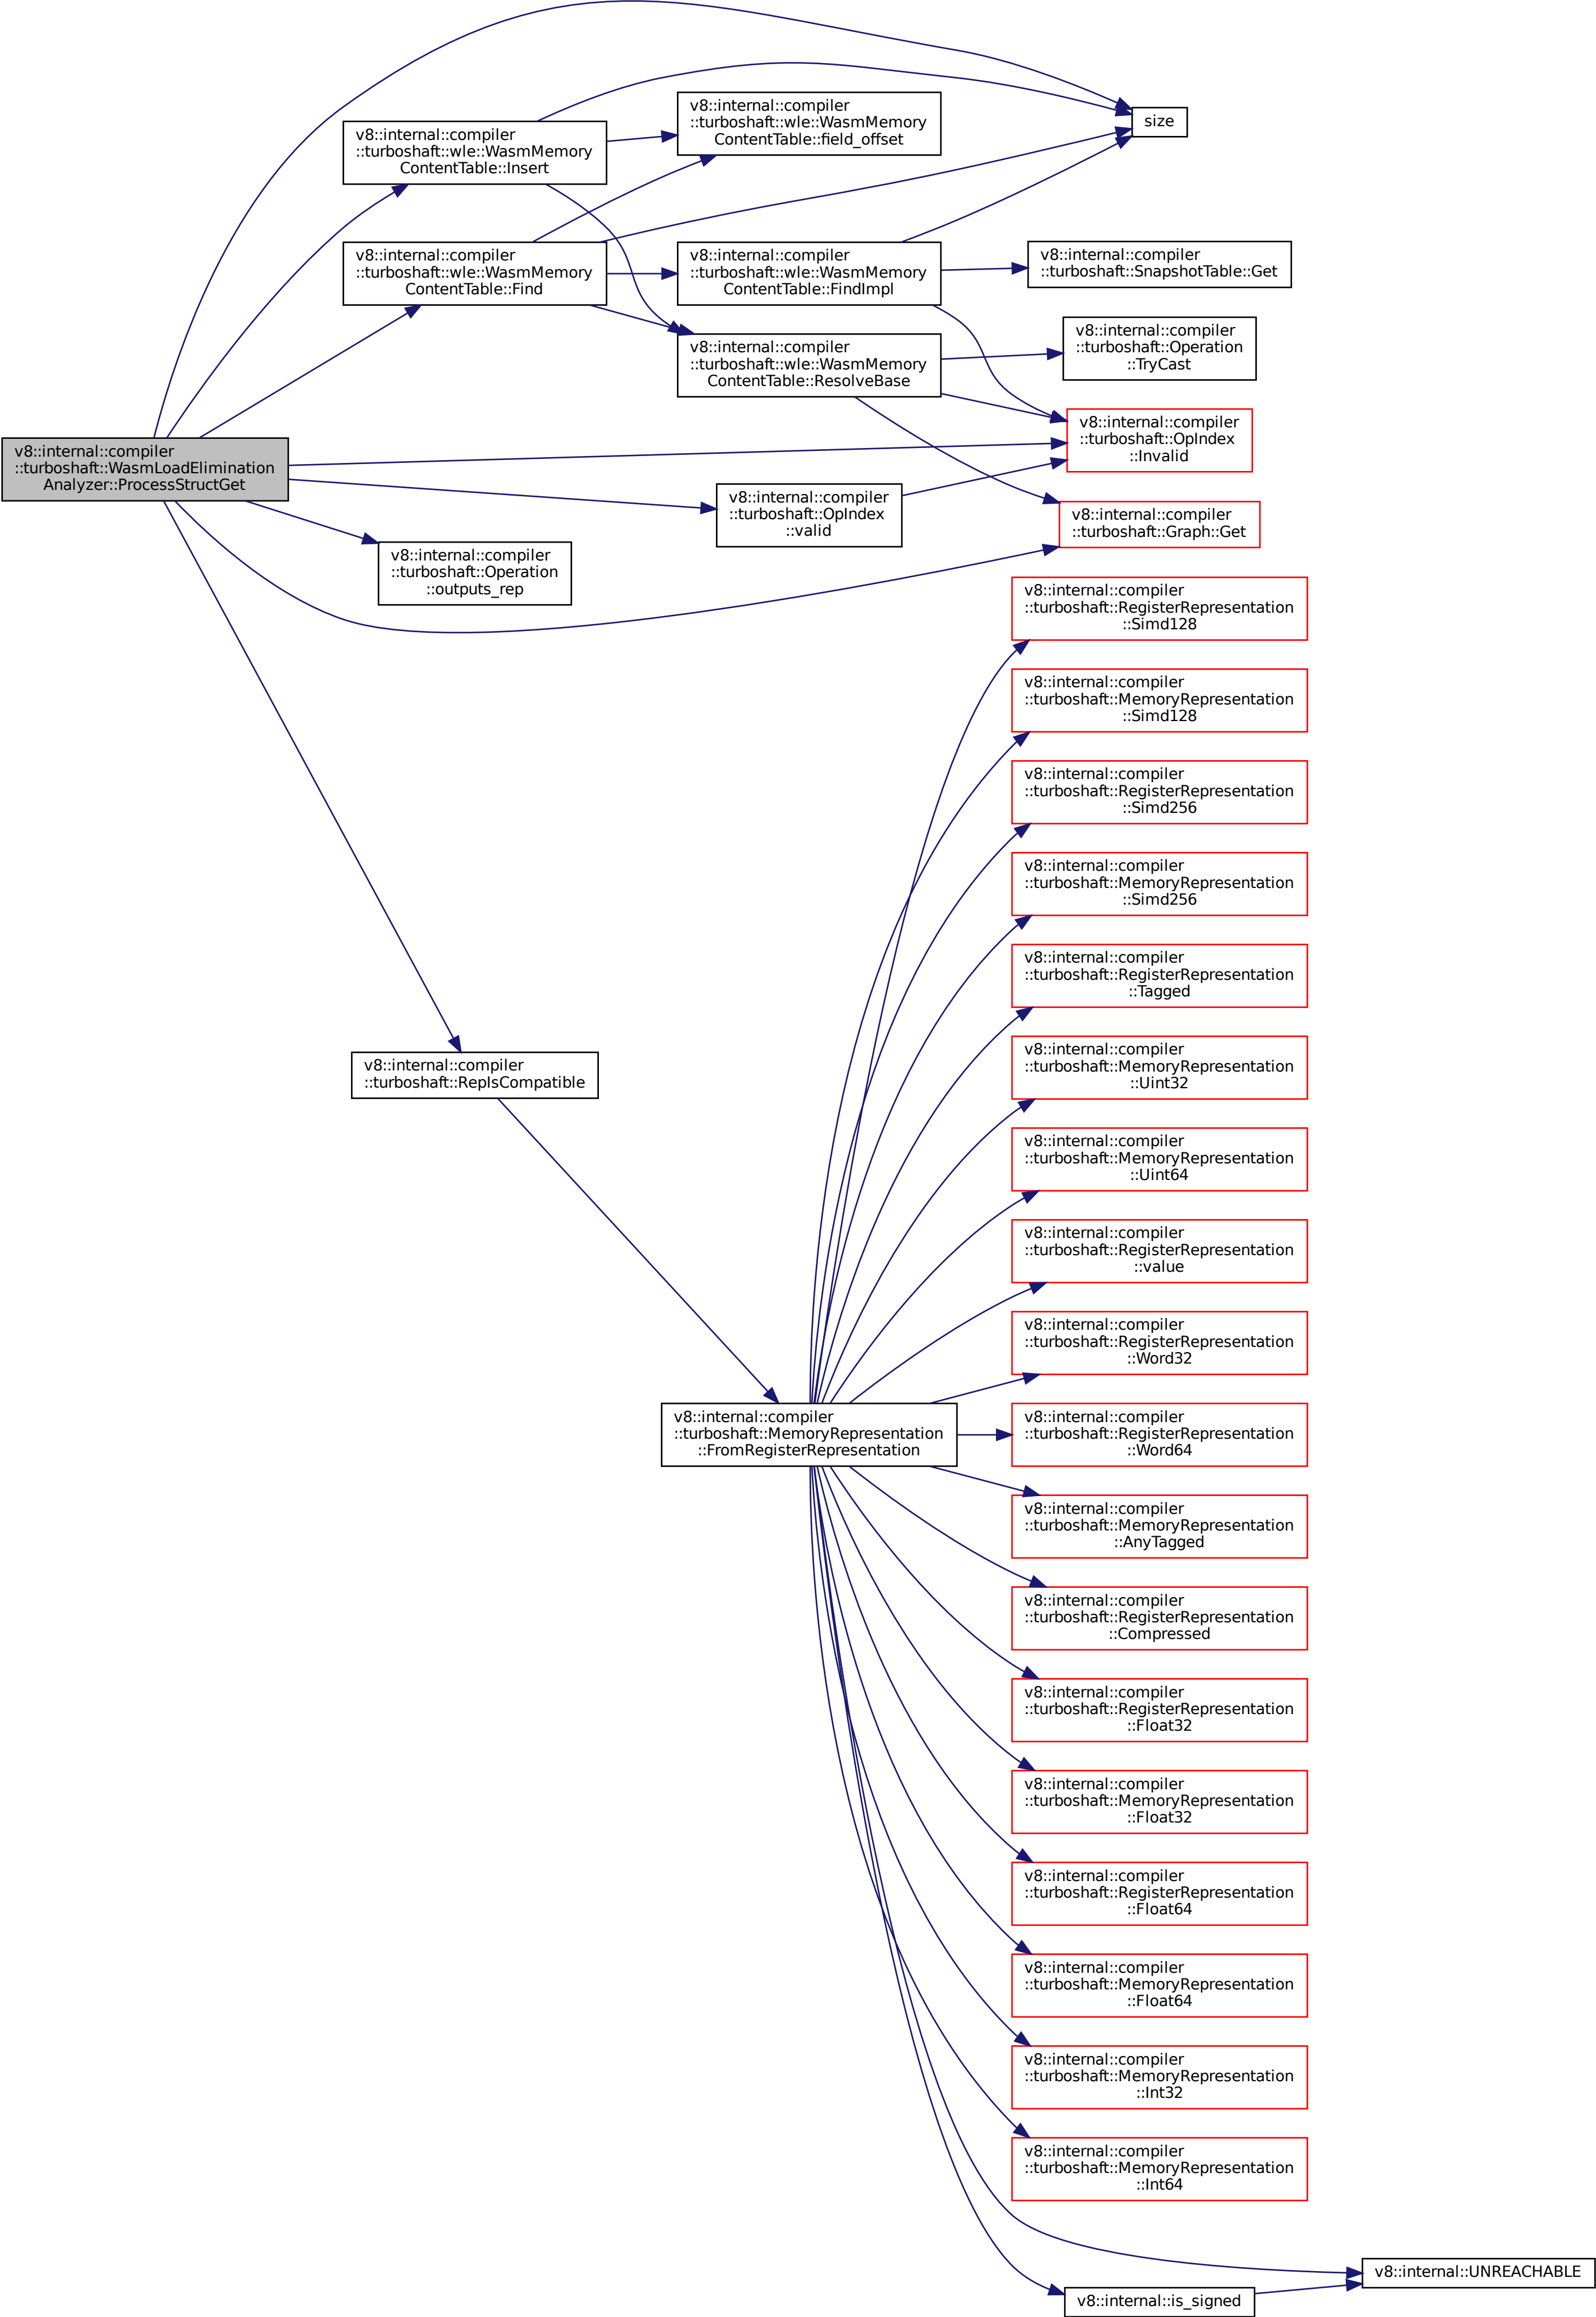 v8::internal::compiler
::turboshaft::WasmLoadElimination
Analyzer::ProcessStructGet
v8::internal::compiler
::turboshaft::wle::WasmMemory
ContentTable::Insert
v8::internal::compiler
::turboshaft::wle::WasmMemory
ContentTable::Find
v8::internal::compiler
::turboshaft::Operation
::outputs_rep
v8::internal::compiler
::turboshaft::RepIsCompatible
v8::internal::compiler
::turboshaft::wle::WasmMemory
ContentTable::field_offset
v8::internal::compiler
::turboshaft::wle::WasmMemory
ContentTable::FindImpl
v8::internal::compiler
::turboshaft::wle::WasmMemory
ContentTable::ResolveBase
v8::internal::compiler
::turboshaft::OpIndex
::valid
v8::internal::compiler
::turboshaft::MemoryRepresentation
::FromRegisterRepresentation
size
v8::internal::compiler
::turboshaft::SnapshotTable::Get
v8::internal::compiler
::turboshaft::Operation
::TryCast
v8::internal::compiler
::turboshaft::OpIndex
::Invalid
v8::internal::compiler
::turboshaft::Graph::Get
v8::internal::compiler
::turboshaft::RegisterRepresentation
::Simd128
v8::internal::compiler
::turboshaft::MemoryRepresentation
::Simd128
v8::internal::compiler
::turboshaft::RegisterRepresentation
::Simd256
v8::internal::compiler
::turboshaft::MemoryRepresentation
::Simd256
v8::internal::compiler
::turboshaft::RegisterRepresentation
::Tagged
v8::internal::compiler
::turboshaft::MemoryRepresentation
::Uint32
v8::internal::compiler
::turboshaft::MemoryRepresentation
::Uint64
v8::internal::compiler
::turboshaft::RegisterRepresentation
::value
v8::internal::compiler
::turboshaft::RegisterRepresentation
::Word32
v8::internal::compiler
::turboshaft::RegisterRepresentation
::Word64
v8::internal::compiler
::turboshaft::MemoryRepresentation
::AnyTagged
v8::internal::compiler
::turboshaft::RegisterRepresentation
::Compressed
v8::internal::compiler
::turboshaft::RegisterRepresentation
::Float32
v8::internal::compiler
::turboshaft::MemoryRepresentation
::Float32
v8::internal::compiler
::turboshaft::RegisterRepresentation
::Float64
v8::internal::compiler
::turboshaft::MemoryRepresentation
::Float64
v8::internal::compiler
::turboshaft::MemoryRepresentation
::Int32
v8::internal::compiler
::turboshaft::MemoryRepresentation
::Int64
v8::internal::UNREACHABLE
v8::internal::is_signed